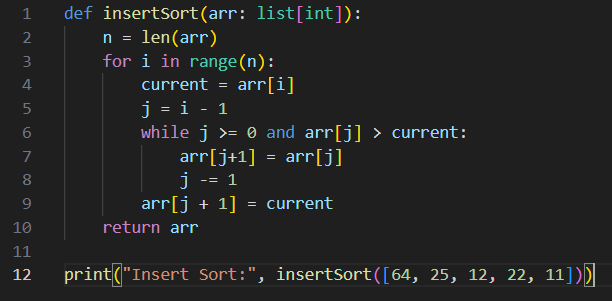 1 def insertSort(arr: list[int]):
2     n = len(arr)
3     for i in range(n):
4         current = arr[i]
5         j = i - 1
6         while j >= 0 and arr[j] > current:
7             arr[j+1] = arr[j]
8             j -= 1
9         arr[j + 1] = current
10     return arr
11
12 print("Insert Sort:", insertSort([64, 25, 12, 22, 11]))